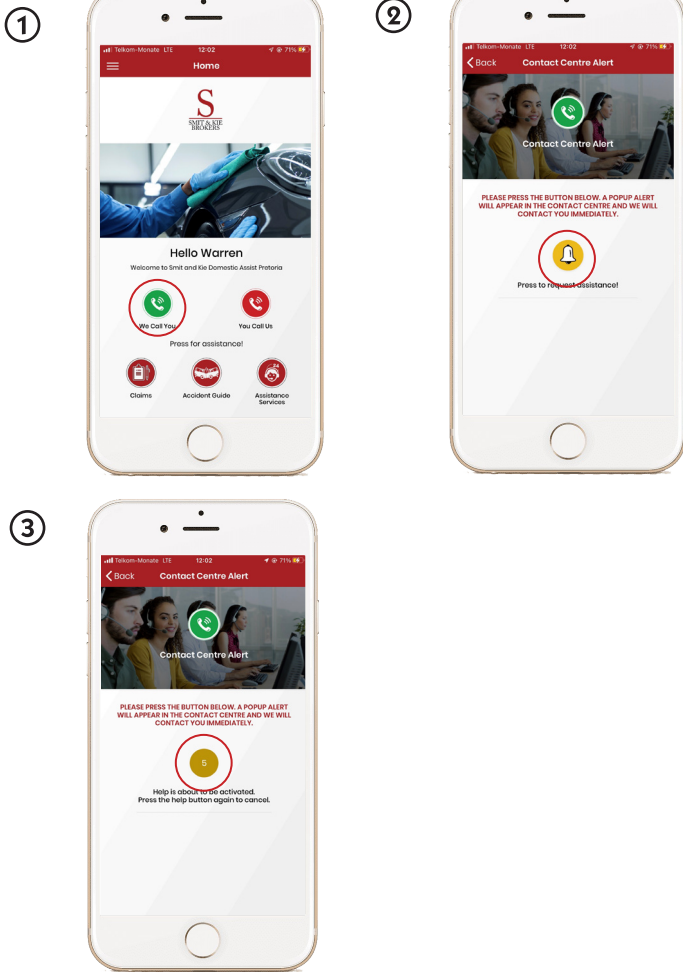 1
Telkom-Monate LTE 12:02 71%
Home
S
SMIT & KIE
BROKERS
Hello Warren
Welcome to Smit and Kie Domestic Assist Pretoria
We Call You
You Call Us
Press for assistance!
24
Claims
Accident Guide
Assistance
Services
2
Telkom-Monate LTE 12:02 71%
Back
Contact Centre Alert
Contact Centre Alert
PLEASE PRESS THE BUTTON BELOW. A POPUP ALERT
WILL APPEAR IN THE CONTACT CENTRE AND WE WILL
CONTACT YOU IMMEDIATELY.
Press to request assistance!
3
Telkom-Monate LTE 12:02 71%
Back
Contact Centre Alert
Contact Centre Alert
PLEASE PRESS THE BUTTON BELOW. A POPUP ALERT
WILL APPEAR IN THE CONTACT CENTRE AND WE WILL
CONTACT YOU IMMEDIATELY.
5
Help is about to be activated.
Press the help button again to cancel.